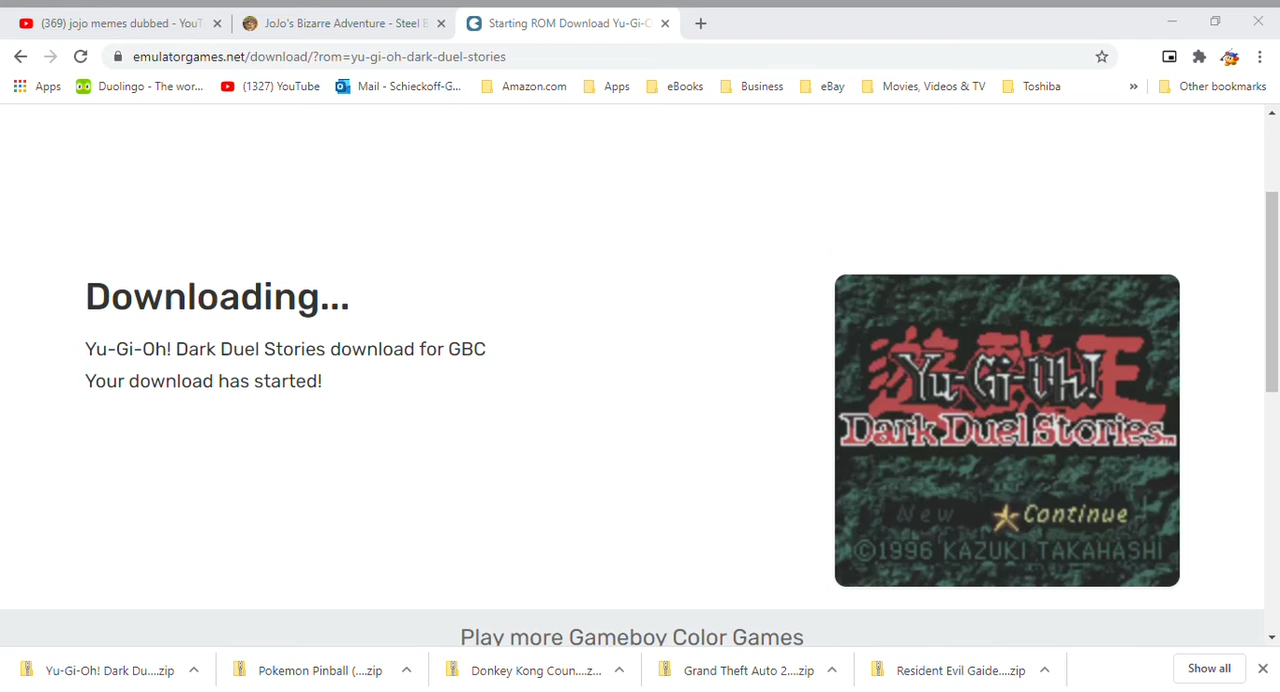 (369) jojo memes dubbed - YouT
JoJo's Bizarre Adventure - Steel B
Starting ROM Download Yu-Gi-O
emulatorgames.net/download/?rom=yu-gi-oh-dark-duel-stories
Apps
Duolingo - The wor...
(1327) YouTube
Mail - Schieckoff-G...
Amazon.com
Apps
eBooks
Business
eBay
Movies, Videos & TV
Toshiba
»
Other bookmarks
Downloading...
Yu-Gi-Oh! Dark Duel Stories download for GBC
Your download has started!
遊戯王
Yu-Gi-Oh!
Dark Duel Stories™
New Continue
©1996 KAZUKI TAKAHASHI
Play more Gameboy Color Games
Yu-Gi-Oh! Dark Du....zip
Pokemon Pinball (....zip
Donkey Kong Coun....z...
Grand Theft Auto 2....zip
Resident Evil Gaide....zip
Show all